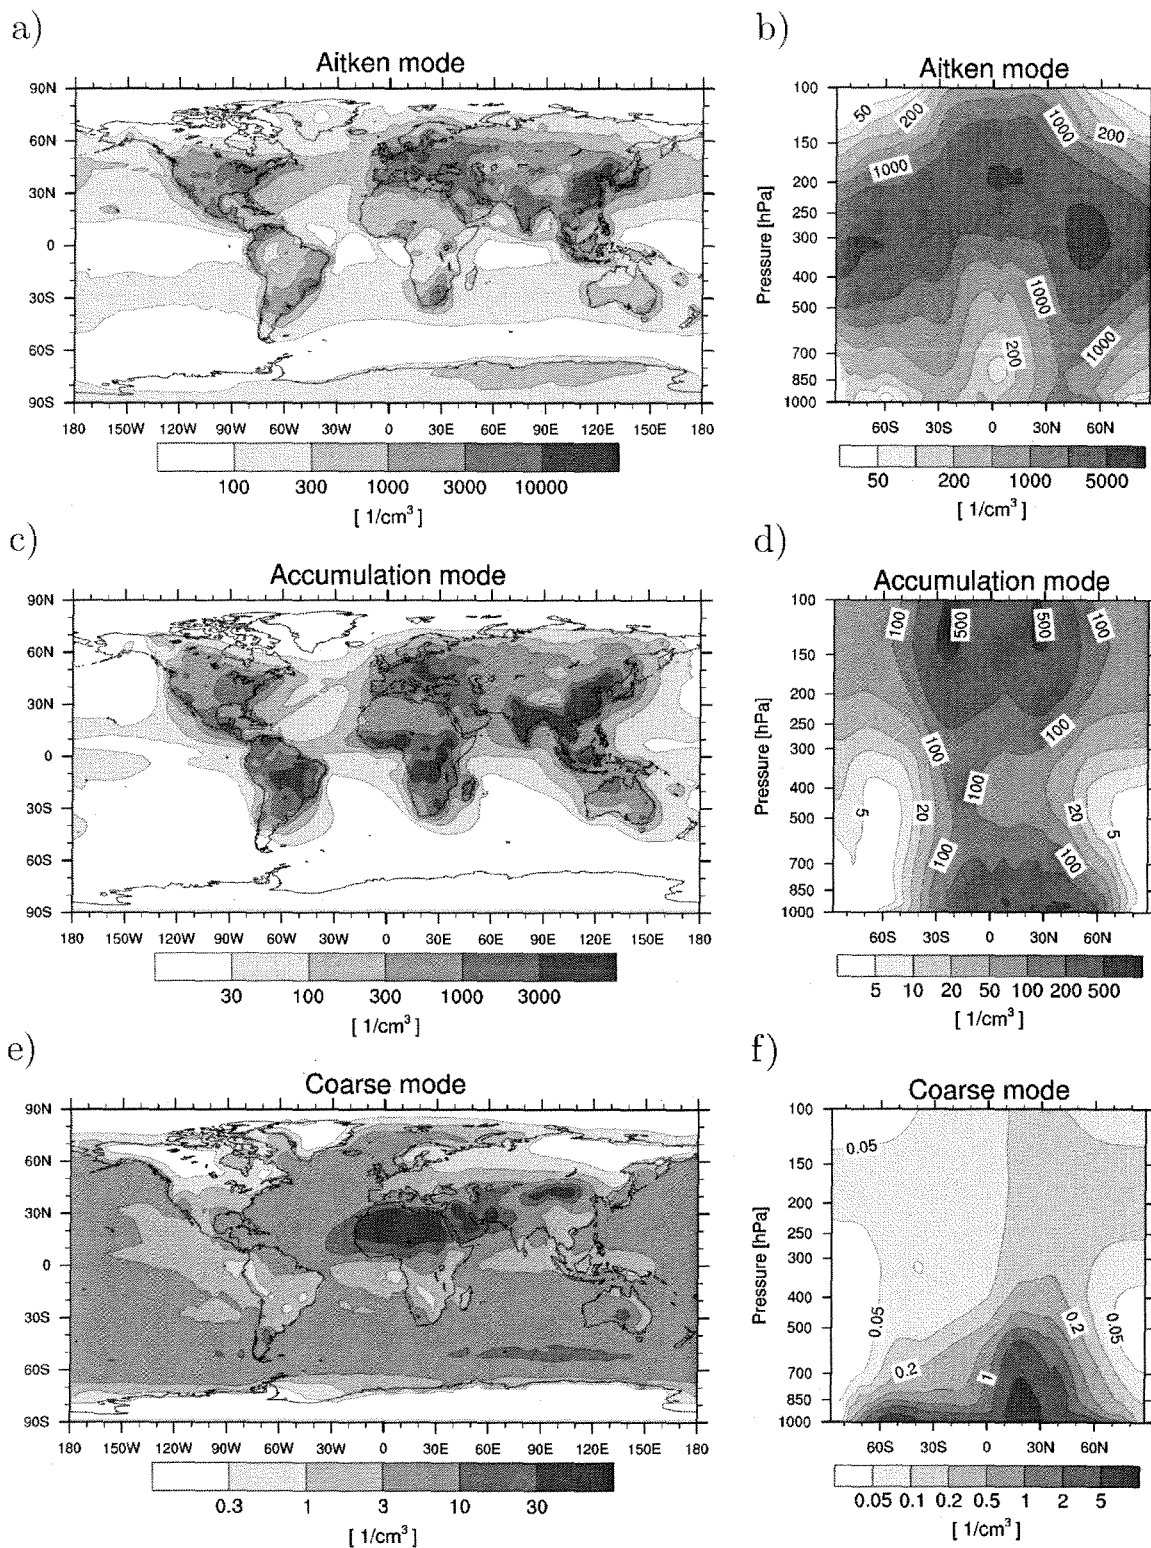 a)
Aitken mode
90N
60N
30N
0
30S
60S
90S
180 150W 120W 90W 60W 30W 0 30E 60E 90E 120E 150E 180
100 300 1000 3000 10000
[ 1/cm³ ]
b)
Aitken mode
Pressure [hPa]
100
150
200
250
300
400
500
700
850
1000
50
200
1000
200
1000
1000
200
1000
60S 30S 0 30N 60N
50 200 1000 5000
[ 1/cm³ ]
c)
Accumulation mode
90N
60N
30N
0
30S
60S
90S
180 150W 120W 90W 60W 30W 0 30E 60E 90E 120E 150E 180
30 100 300 1000 3000
[ 1/cm³ ]
d)
Accumulation mode
Pressure [hPa]
100
150
200
250
300
400
500
700
850
1000
100
500
500
100
100
100
100
5
20
20
5
100
100
60S 30S 0 30N 60N
5 10 20 50 100 200 500
[ 1/cm³ ]
e)
Coarse mode
90N
60N
30N
0
30S
60S
90S
180 150W 120W 90W 60W 30W 0 30E 60E 90E 120E 150E 180
0.3 1 3 10 30
[ 1/cm³ ]
f)
Coarse mode
Pressure [hPa]
100
150
200
250
300
400
500
700
850
1000
0.05
0.05
0.2
0.05
0.2
1
60S 30S 0 30N 60N
0.05 0.1 0.2 0.5 1 2 5
[ 1/cm³ ]